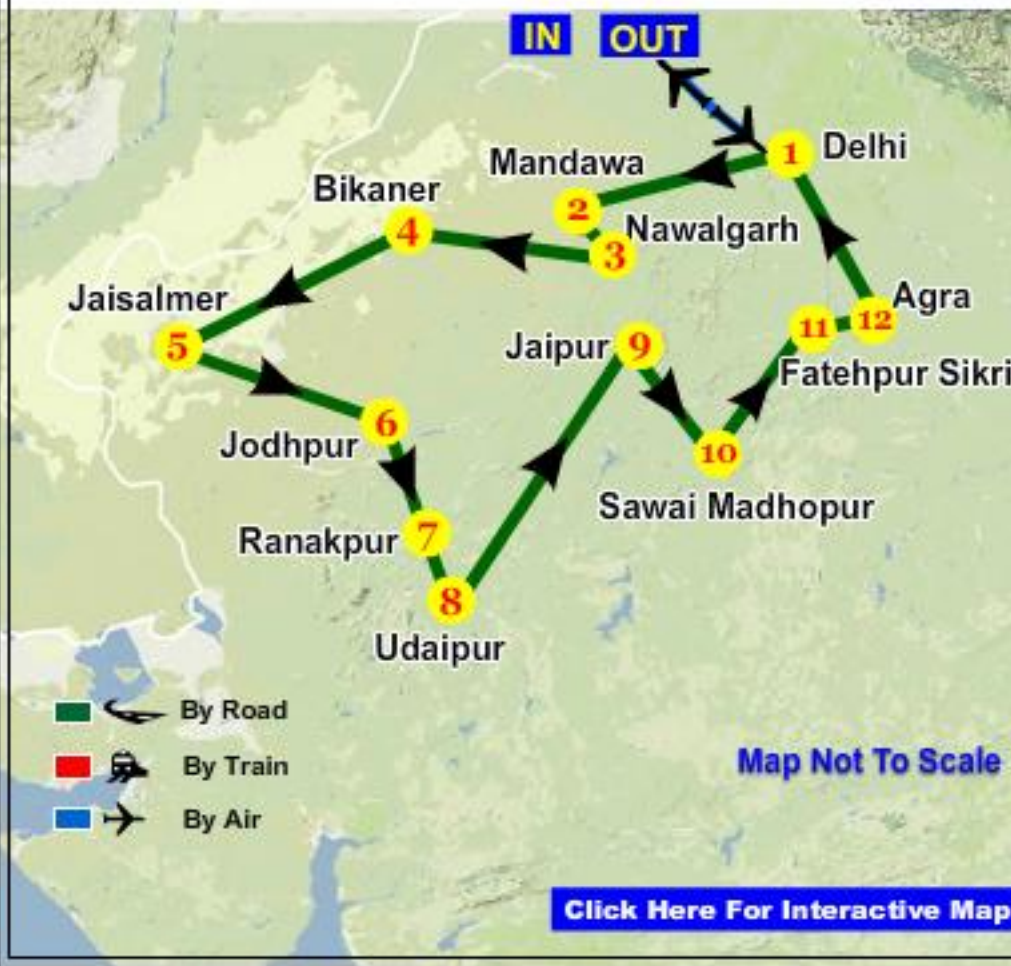 IN OUT
1 Delhi
Mandawa
2
Nawalgarh
3
Bikaner
4
Jaisalmer
5
6
Jodhpur
Ranakpur 7
8
Udaipur
Jaipur 9
10
Sawai Madhopur
11
Fatehpur Sikri
12 Agra
By Road
By Train
By Air
Map Not To Scale
Click Here For Interactive Map